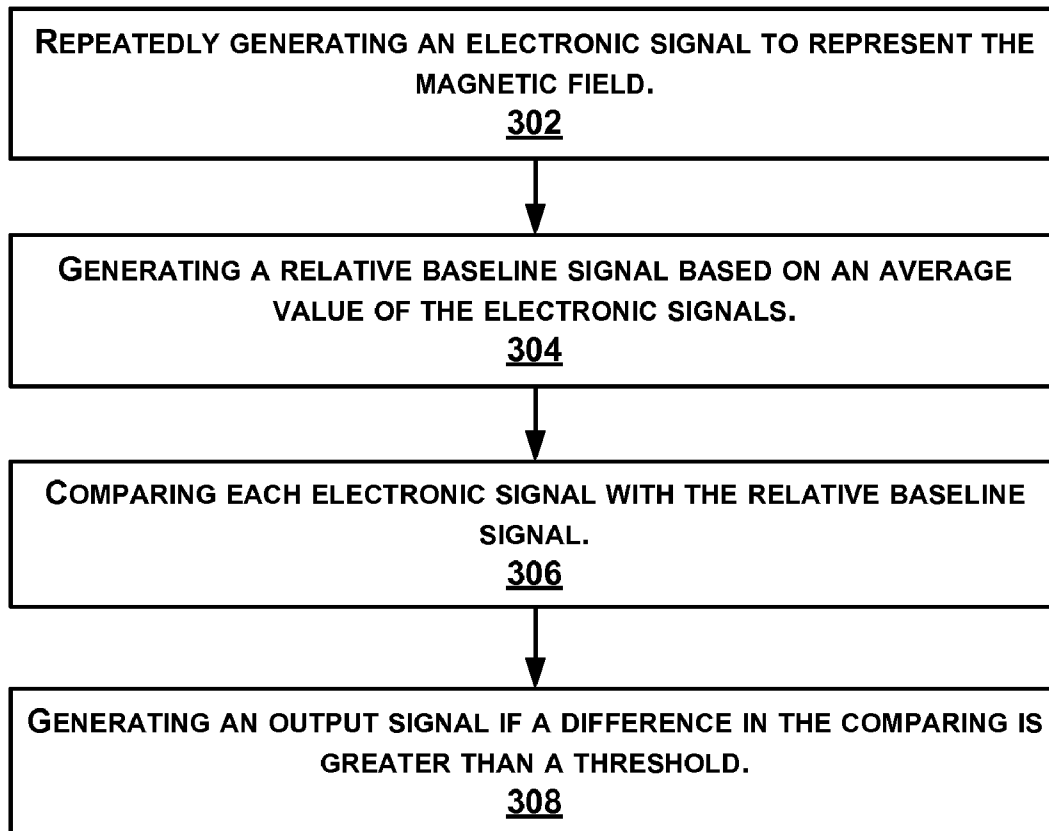 REPEATEDLY GENERATING AN ELECTRONIC SIGNAL TO REPRESENT THE
MAGNETIC FIELD.
302
GENERATING A RELATIVE BASELINE SIGNAL BASED ON AN AVERAGE
VALUE OF THE ELECTRONIC SIGNALS.
304
COMPARING EACH ELECTRONIC SIGNAL WITH THE RELATIVE BASELINE
SIGNAL.
306
GENERATING AN OUTPUT SIGNAL IF A DIFFERENCE IN THE COMPARING IS
GREATER THAN A THRESHOLD.
308